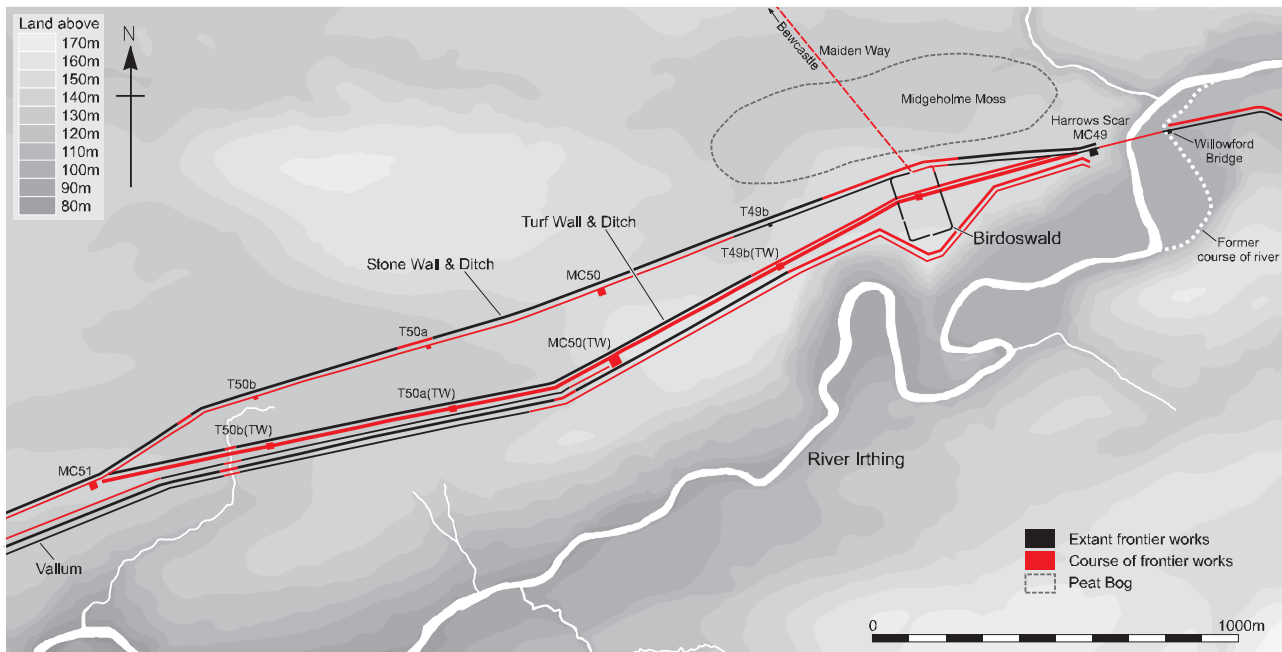 Land above
170m
160m
150m
140m
130m
120m
110m
100m
90m
80m
N
Bewcastle
Maiden Way
Midgeholme Moss
Harrows Scar
MC49
Willowford
Bridge
Former
course of river
Birdoswald
T49b
T49b(TW)
Turf Wall & Ditch
Stone Wall & Ditch
MC50
MC50(TW)
T50a
T50a(TW)
T50b
T50b(TW)
MC51
Vallum
River Irthing
Extant frontier works
Course of frontier works
Peat Bog
0
1000m